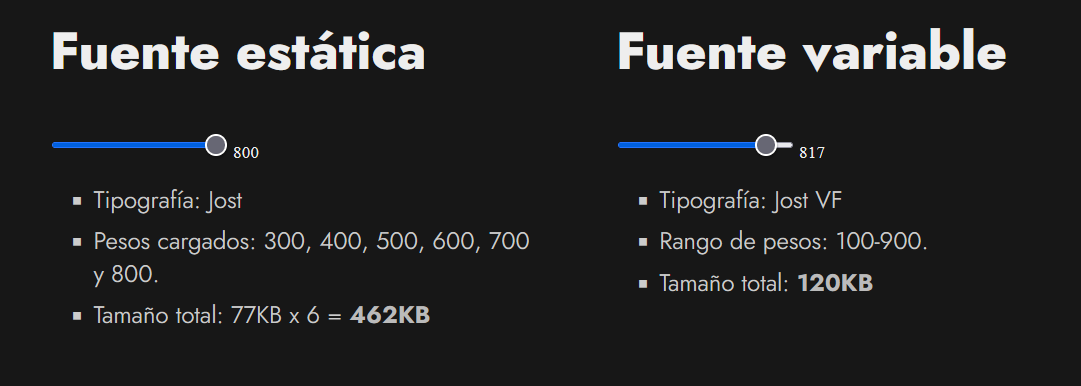 Fuente estática
800
▪ Tipografía: Jost
▪ Pesos cargados: 300, 400, 500, 600, 700
y 800.
▪ Tamaño total: 77KB x 6 = 462KB
Fuente variable
817
▪ Tipografía: Jost VF
▪ Rango de pesos: 100-900.
▪ Tamaño total: 120KB